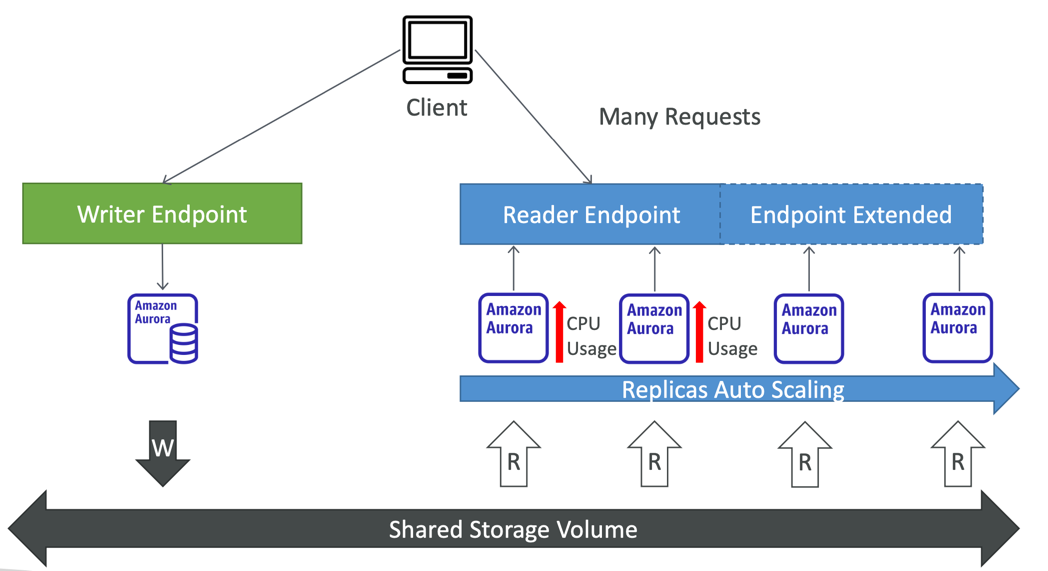 Client
Many Requests
Writer Endpoint
Reader Endpoint
Endpoint Extended
Amazon
Aurora
Amazon
Aurora
CPU
Usage
Amazon
Aurora
CPU
Usage
Amazon
Aurora
Amazon
Aurora
Replicas Auto Scaling
W
R
R
R
R
Shared Storage Volume